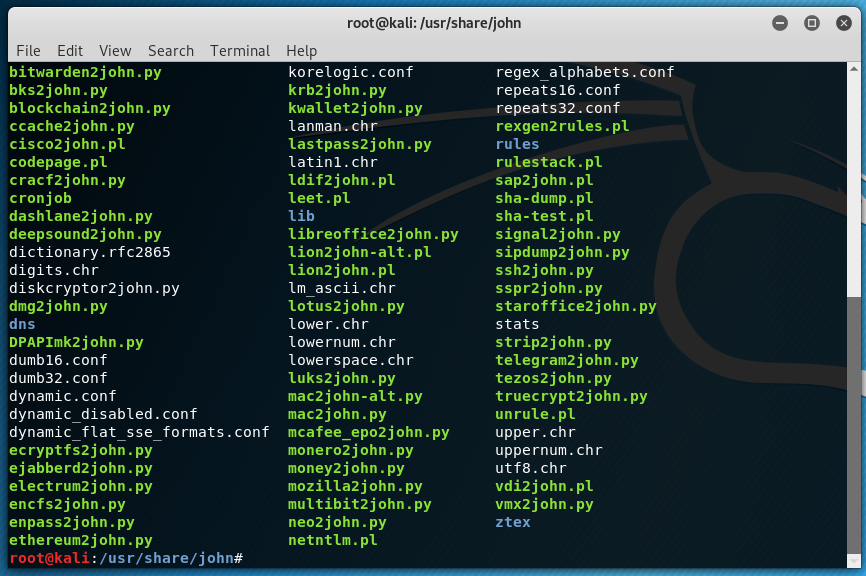 root@kali: /usr/share/john
File Edit View Search Terminal Help
bitwarden2john.py korelogic.conf regex_alphabets.conf
bks2john.py krb2john.py repeats16.conf
blockchain2john.py kwallet2john.py repeats32.conf
ccache2john.py lanman.chr rexgen2rules.pl
cisco2john.pl lastpass2john.py rules
codepage.pl latin1.chr rulestack.pl
cracf2john.py ldif2john.pl sap2john.pl
cronjob leet.pl sha-dump.pl
dashlane2john.py lib sha-test.pl
deepsound2john.py libreoffice2john.py signal2john.py
dictionary.rfc2865 lion2john-alt.pl sipdump2john.py
digits.chr lion2john.pl ssh2john.py
diskcryptor2john.py lm_ascii.chr sspr2john.py
dmg2john.py lotus2john.py staroffice2john.py
dns lower.chr stats
DPAPImk2john.py lowernum.chr strip2john.py
dumb16.conf lowerspace.chr telegram2john.py
dumb32.conf luks2john.py tezos2john.py
dynamic.conf mac2john-alt.py truecrypt2john.py
dynamic_disabled.conf mac2john.py unrule.pl
dynamic_flat_sse_formats.conf mcafee_epo2john.py upper.chr
ecryptfs2john.py monero2john.py uppernum.chr
ejabberd2john.py money2john.py utf8.chr
electrum2john.py mozilla2john.py vdi2john.pl
encfs2john.py multibit2john.py vmx2john.py
enpass2john.py neo2john.py ztex
ethereum2john.py netntlm.pl
root@kali:/usr/share/john#